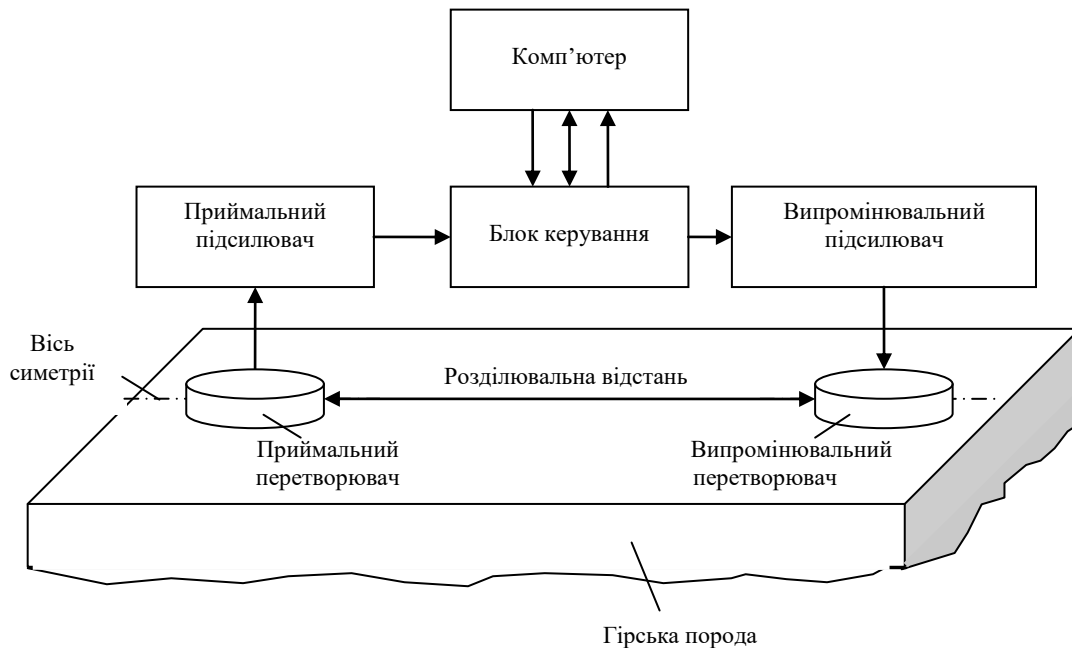 Комп’ютер
Приймальний
підсилювач
Блок керування
Випромінювальний
підсилювач
Вісь
симетрії
Розділювальна відстань
Приймальний
перетворювач
Випромінювальний
перетворювач
Гірська порода